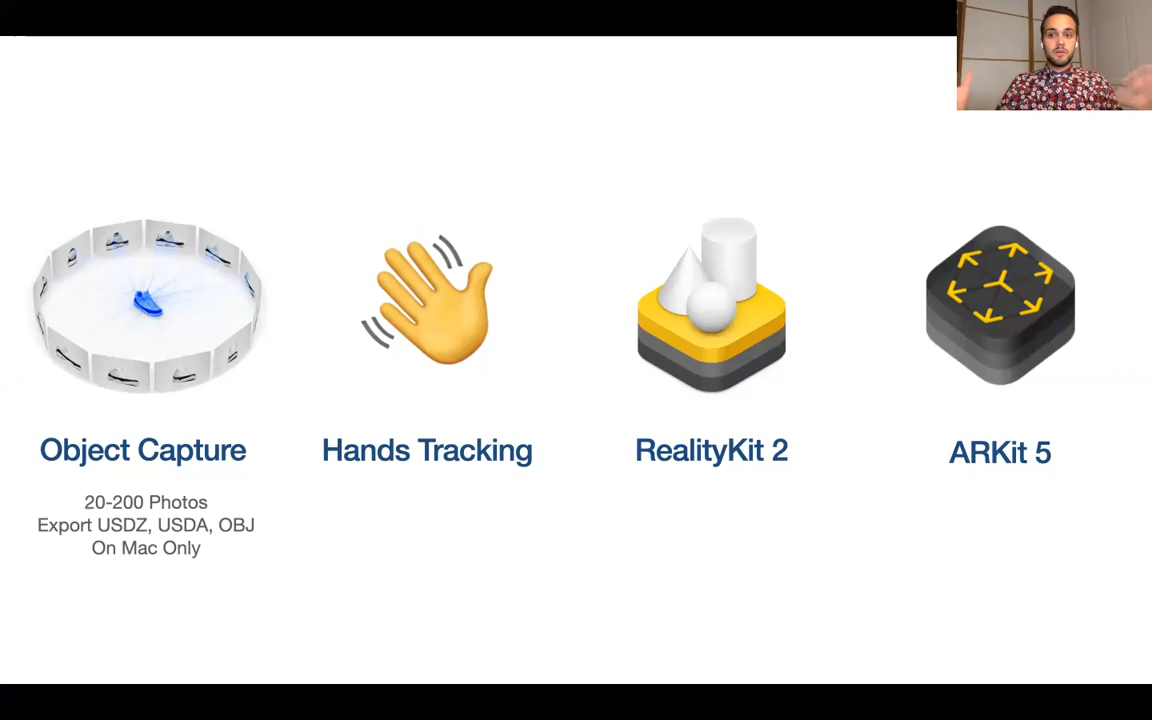 Object Capture
20-200 Photos
Export USDZ, USDA, OBJ
On Mac Only
Hands Tracking
RealityKit 2
ARKit 5